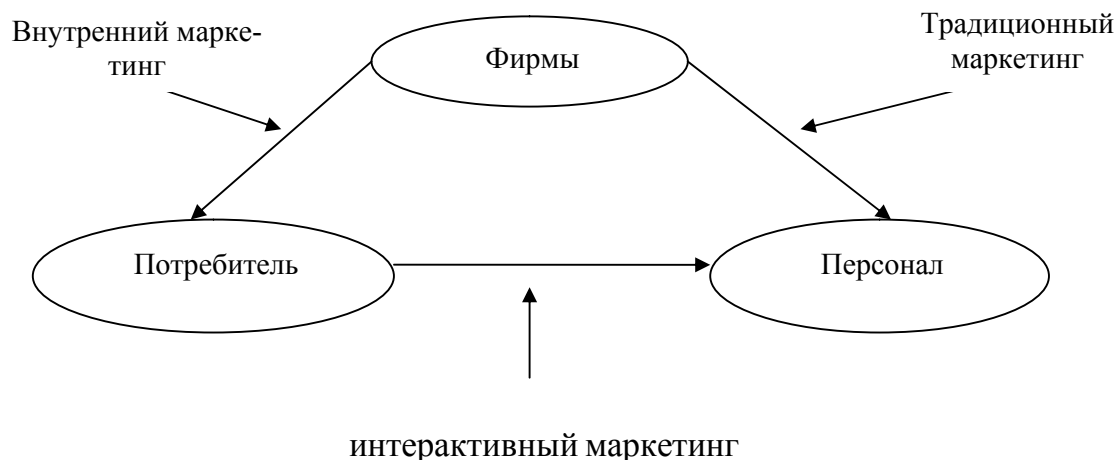 Внутренний марке-
тинг
Фирмы
Традиционный
маркетинг
Потребитель
Персонал
интерактивный маркетинг